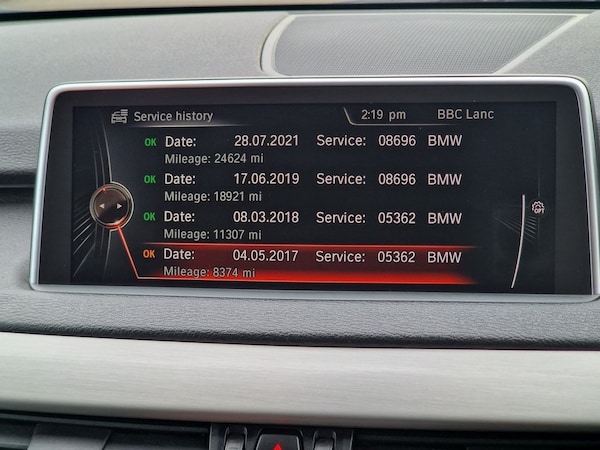 Service history 2:19 pm BBC Lanc
OK Date: 28.07.2021 Service: 08696 BMW
Mileage: 24624 mi
OK Date: 17.06.2019 Service: 08696 BMW
Mileage: 18921 mi
OK Date: 08.03.2018 Service: 05362 BMW
Mileage: 11307 mi
OK Date: 04.05.2017 Service: 05362 BMW
Mileage: 8374 mi
OPT